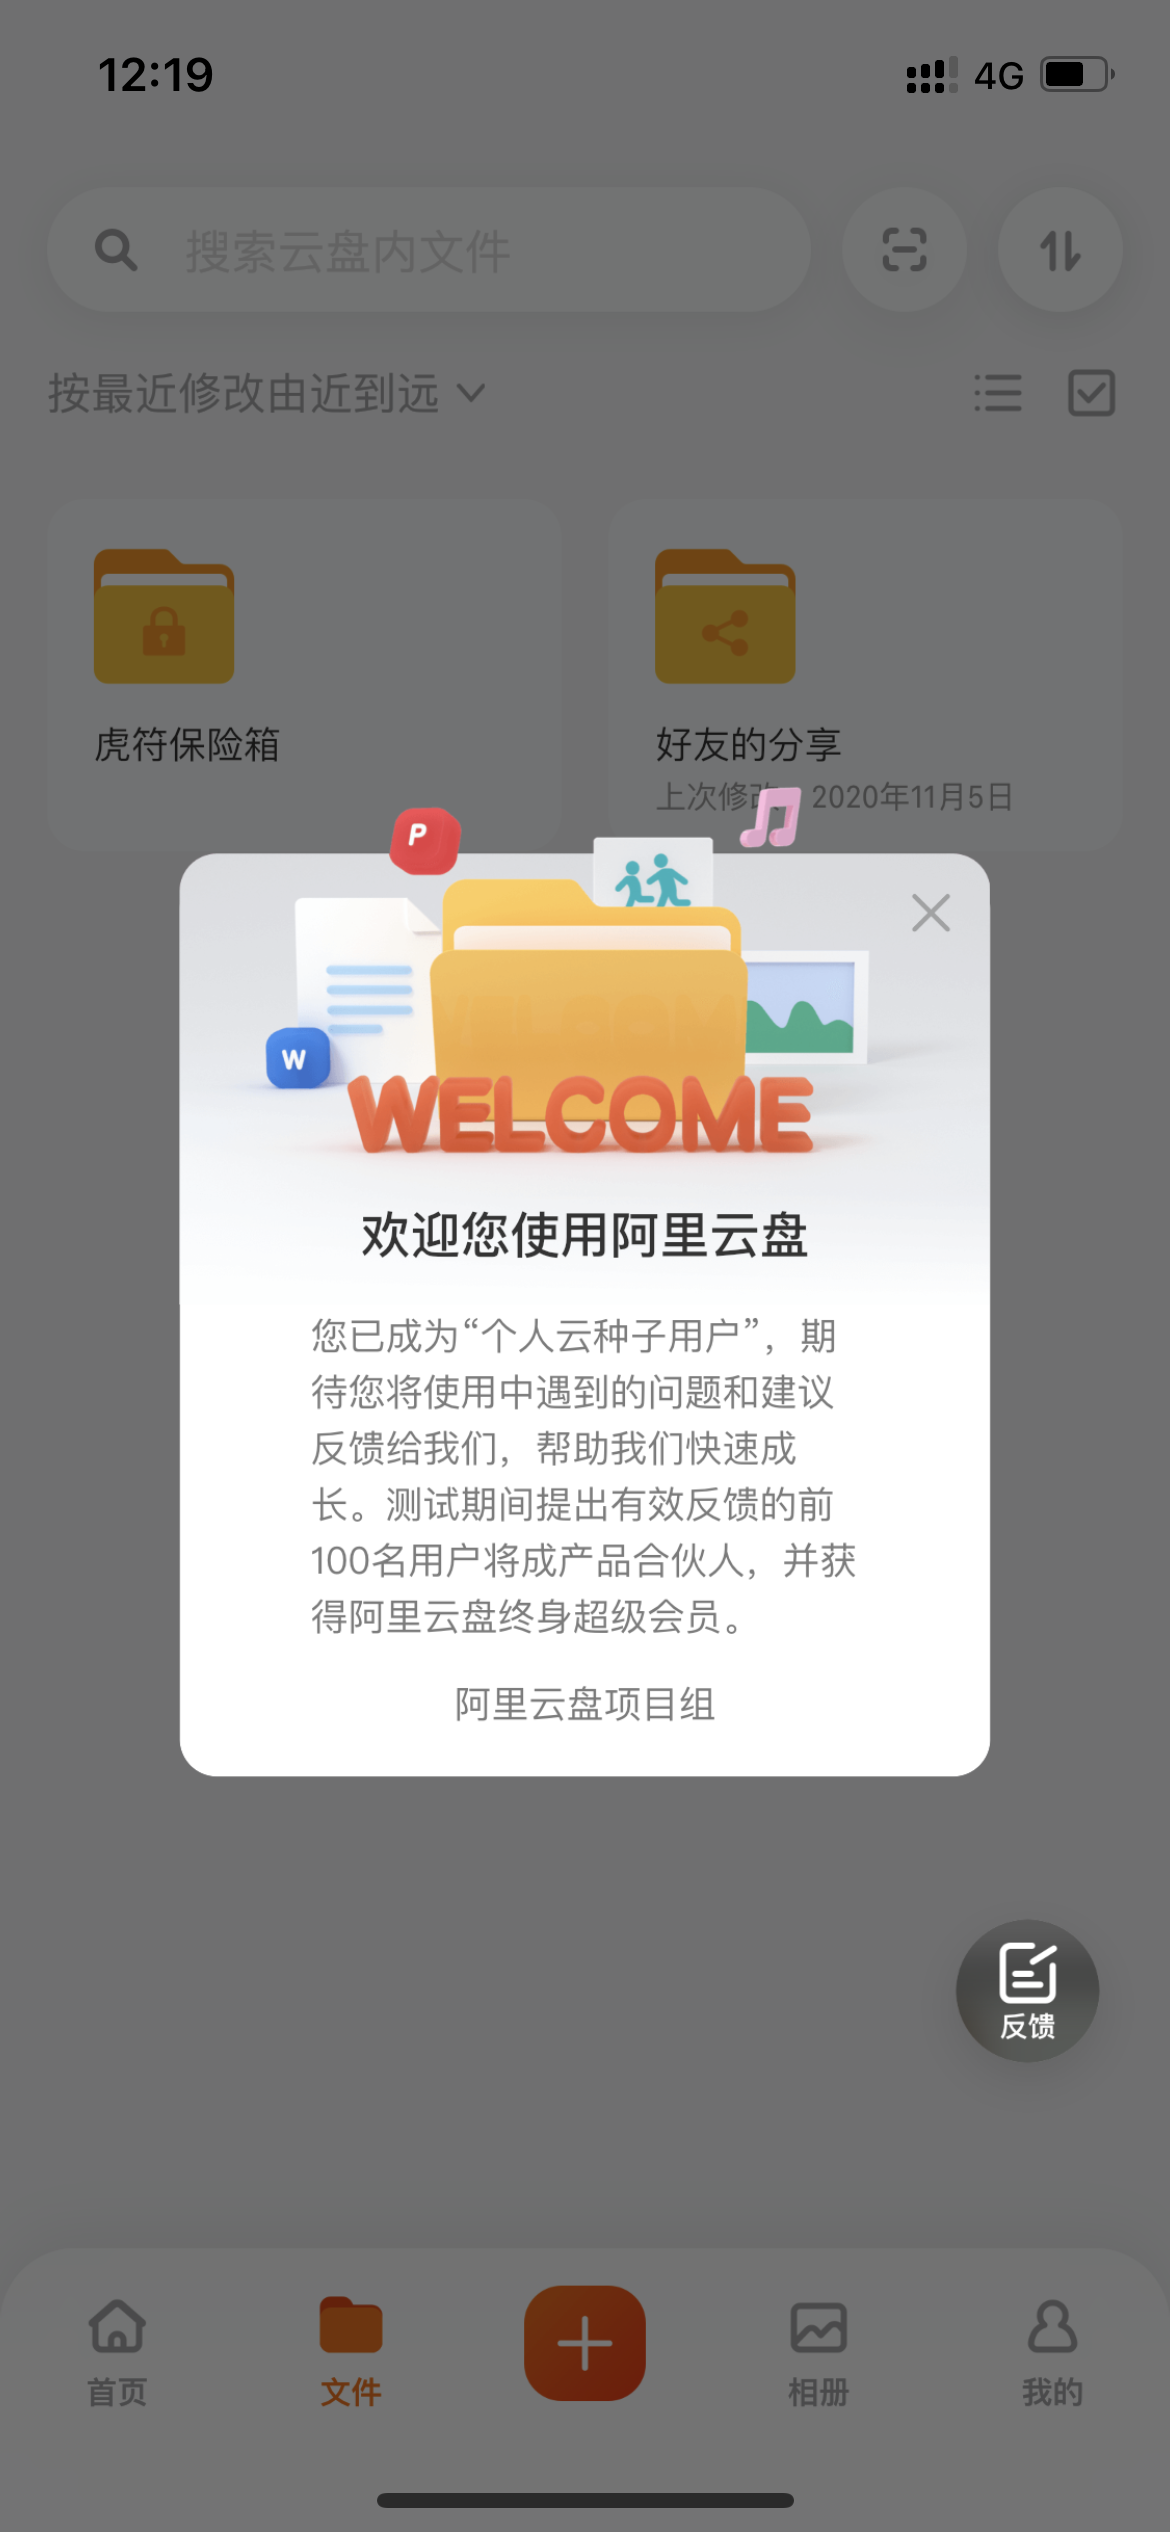 12:19
4G
搜索云盘内文件
按最近修改由近到远
虎符保险箱
好友的分享
上次修改
2020年11月5日
P
W
WELCOME
欢迎您使用阿里云盘
您已成为“个人云种子用户”，期
待您将使用中遇到的问题和建议
反馈给我们，帮助我们快速成
长。测试期间提出有效反馈的前
100名用户将成产品合伙人，并获
得阿里云盘终身超级会员。
阿里云盘项目组
反馈
首页
文件
相册
我的